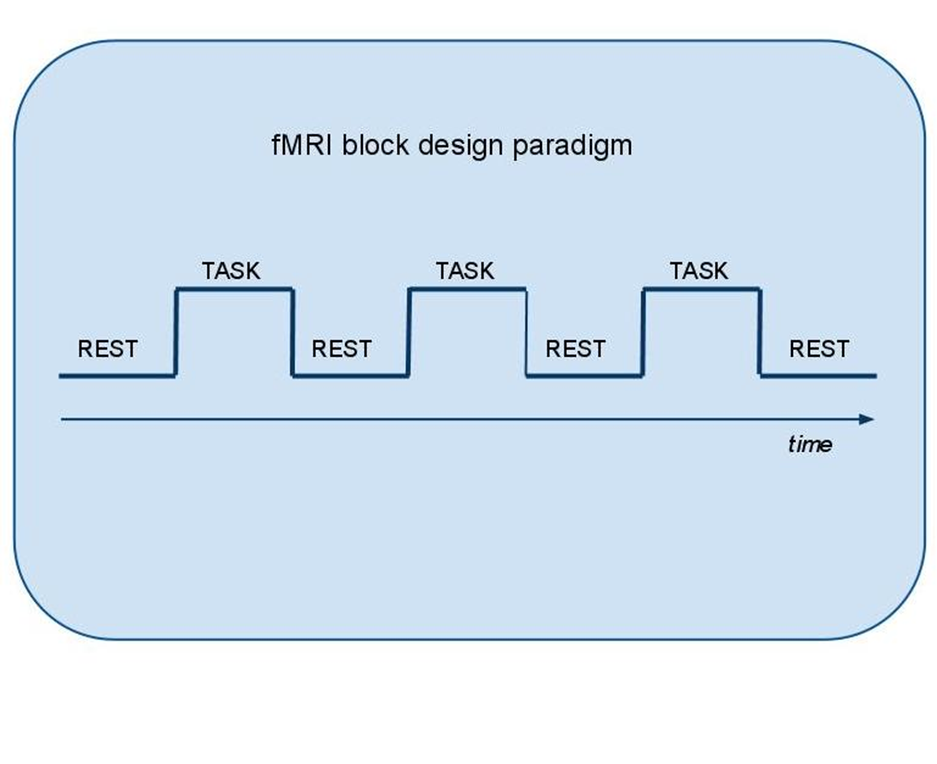 fMRI block design paradigm
TASK TASK TASK
REST REST REST REST
time